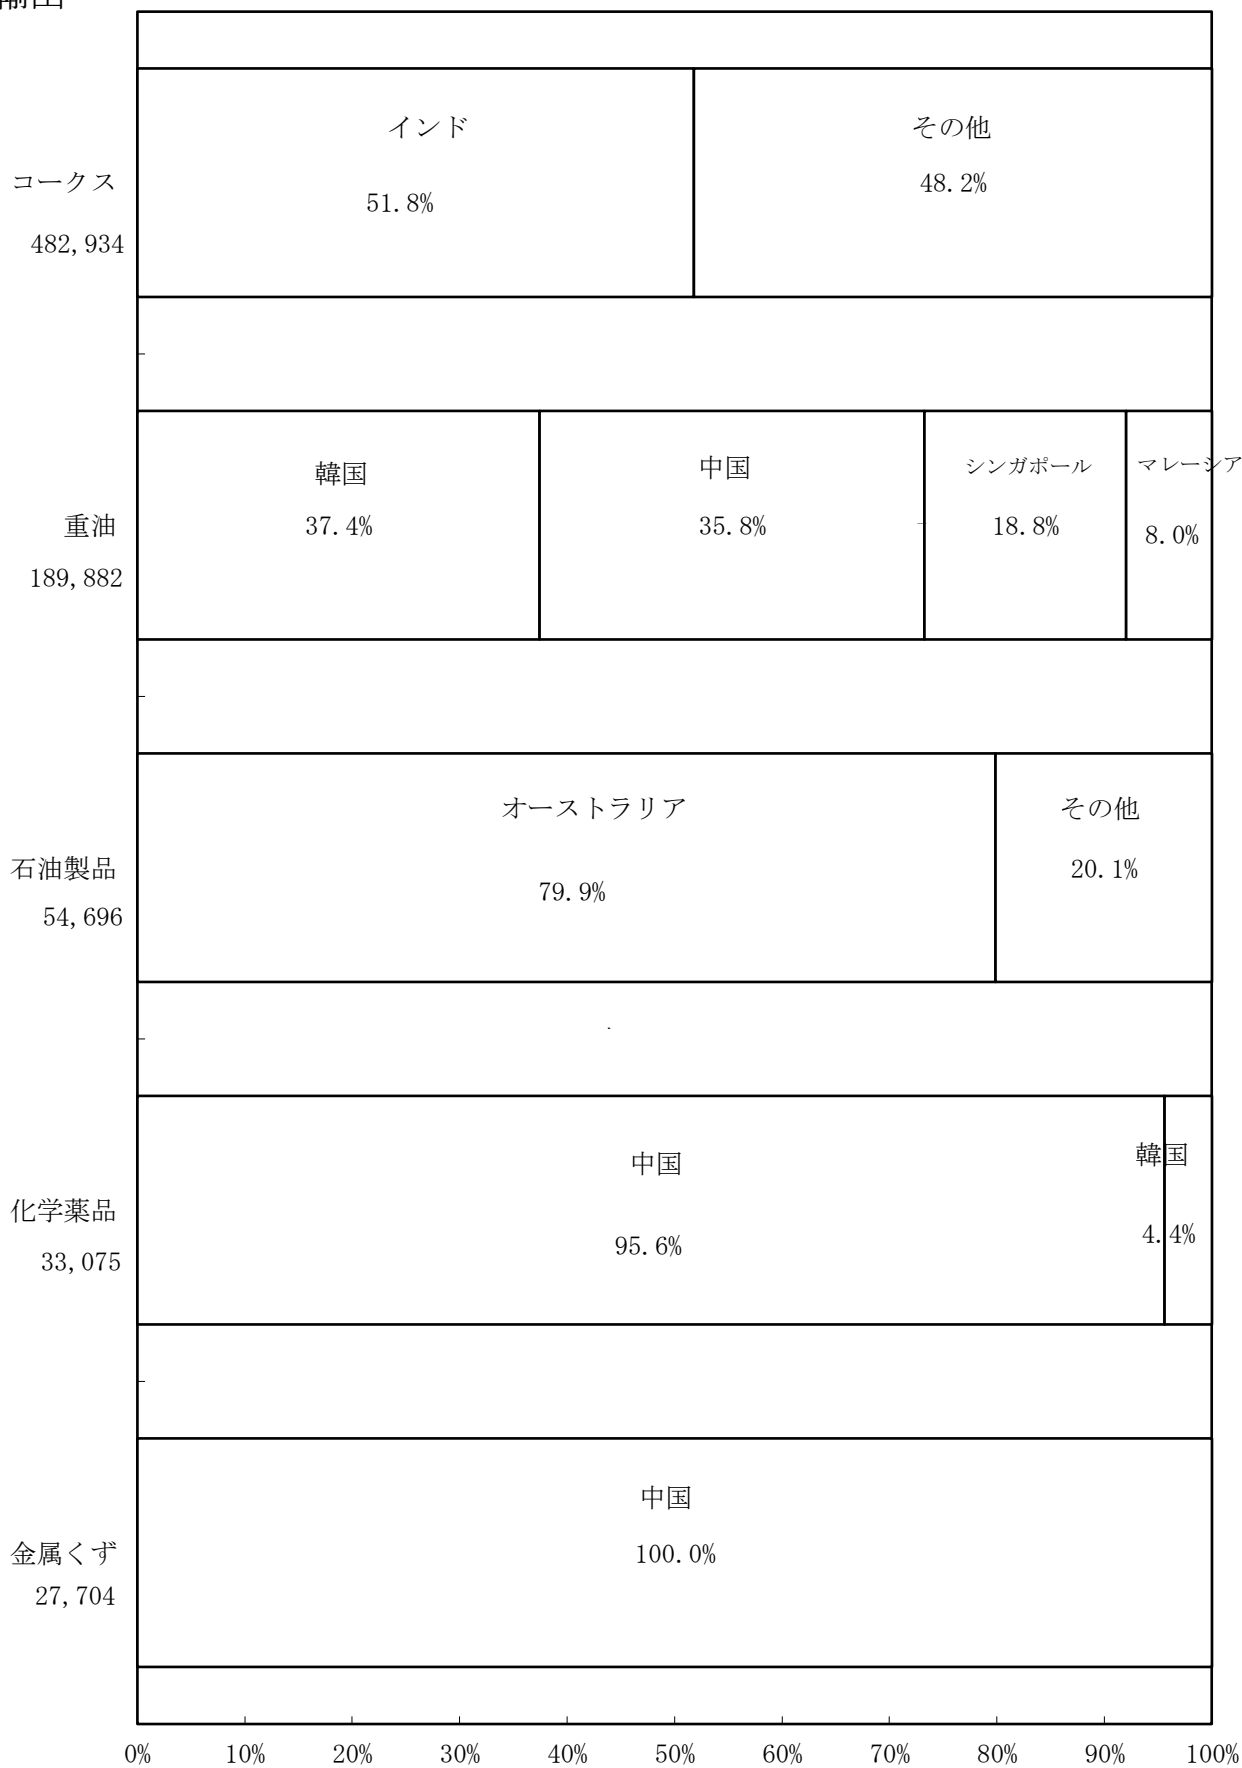 インド
その他
コークス
51.8%
48.2%
482,934
韓国
中国
シンガポール
マレーシア
重油
37.4%
35.8%
18.8%
8.0%
189,882
オーストラリア
その他
石油製品
79.9%
20.1%
54,696
中国
韓国
化学薬品
95.6%
4.4%
33,075
中国
金属くず
100.0%
27,704
0% 10% 20% 30% 40% 50% 60% 70% 80% 90% 100%